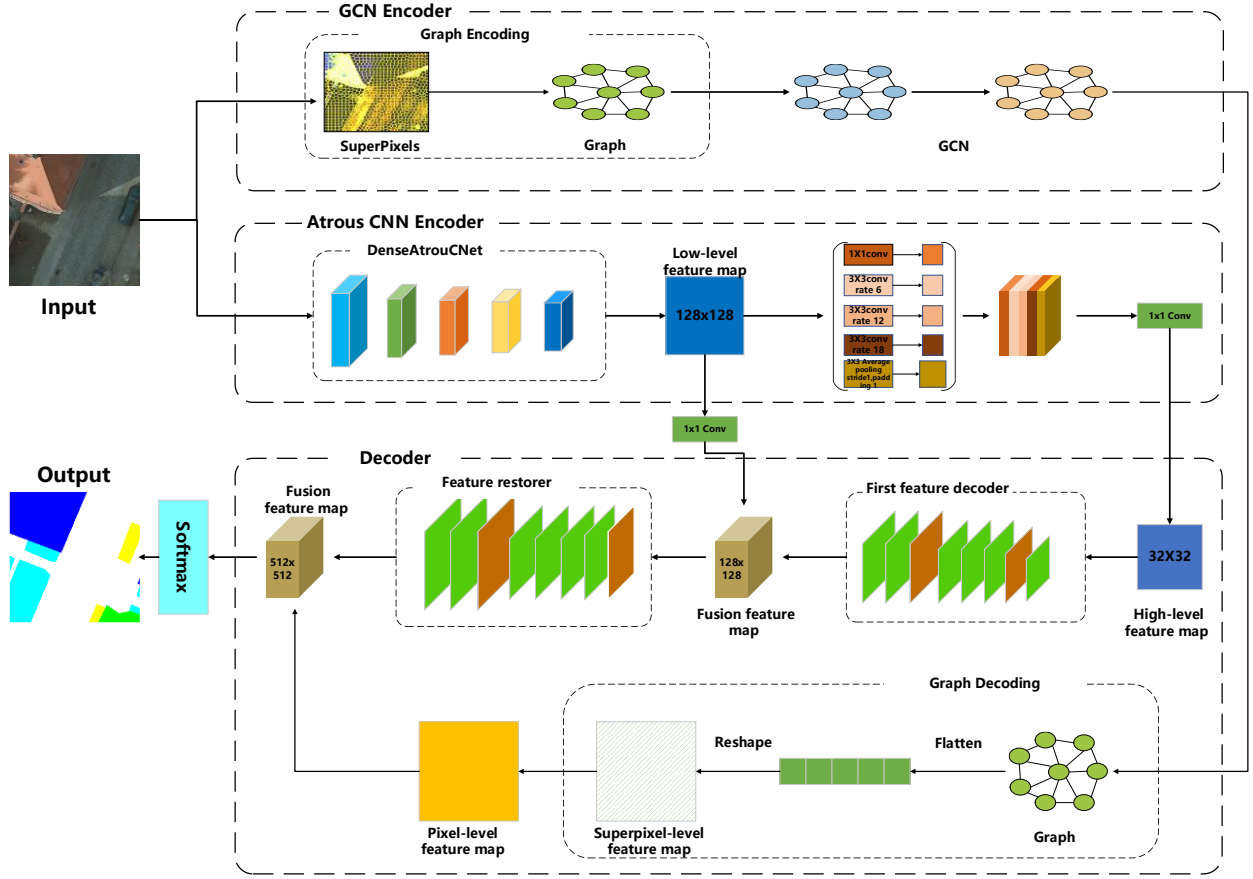 GCN Encoder
Graph Encoding
SuperPixels
Graph
GCN
Input
Atrous CNN Encoder
DenseAtrouCNet
Low-level
feature map
128x128
1X1conv
3X3conv
rate 6
3X3conv
rate 12
3X3conv
rate 18
3X3 Average
pooling
stride1,padd
ing 1
1x1 Conv
1x1 Conv
Output
Softmax
Decoder
Fusion
feature map
512x
512
Feature restorer
128x
128
Fusion feature
map
First feature decoder
32X32
High-level
feature map
Graph Decoding
Pixel-level
feature map
Superpixel-level
feature map
Reshape
Flatten
Graph